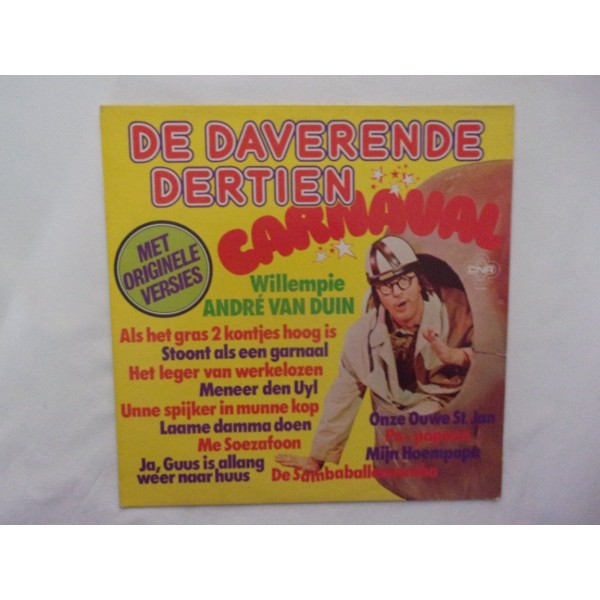 DE DAVERENDE
DERTIEN
CARNAVAL
MET
ORIGINELE
VERSIES
CNR
Willempie
ANDRÉ VAN DUIN
Als het gras 2 kontjes hoog is
Stoont als een garnaal
Het leger van werkelozen
Meneer den Uyl
Unne spijker in munne kop
Laame damma doen
Me Soezafoon
Ja, Guus is allang
weer naar huus
Onze Ouwe St. Jan
Mijn Hoempapa
De Sambaballensamba